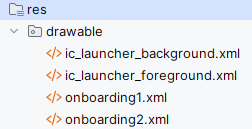 res
drawable
ic_launcher_background.xml
ic_launcher_foreground.xml
onboarding1.xml
onboarding2.xml